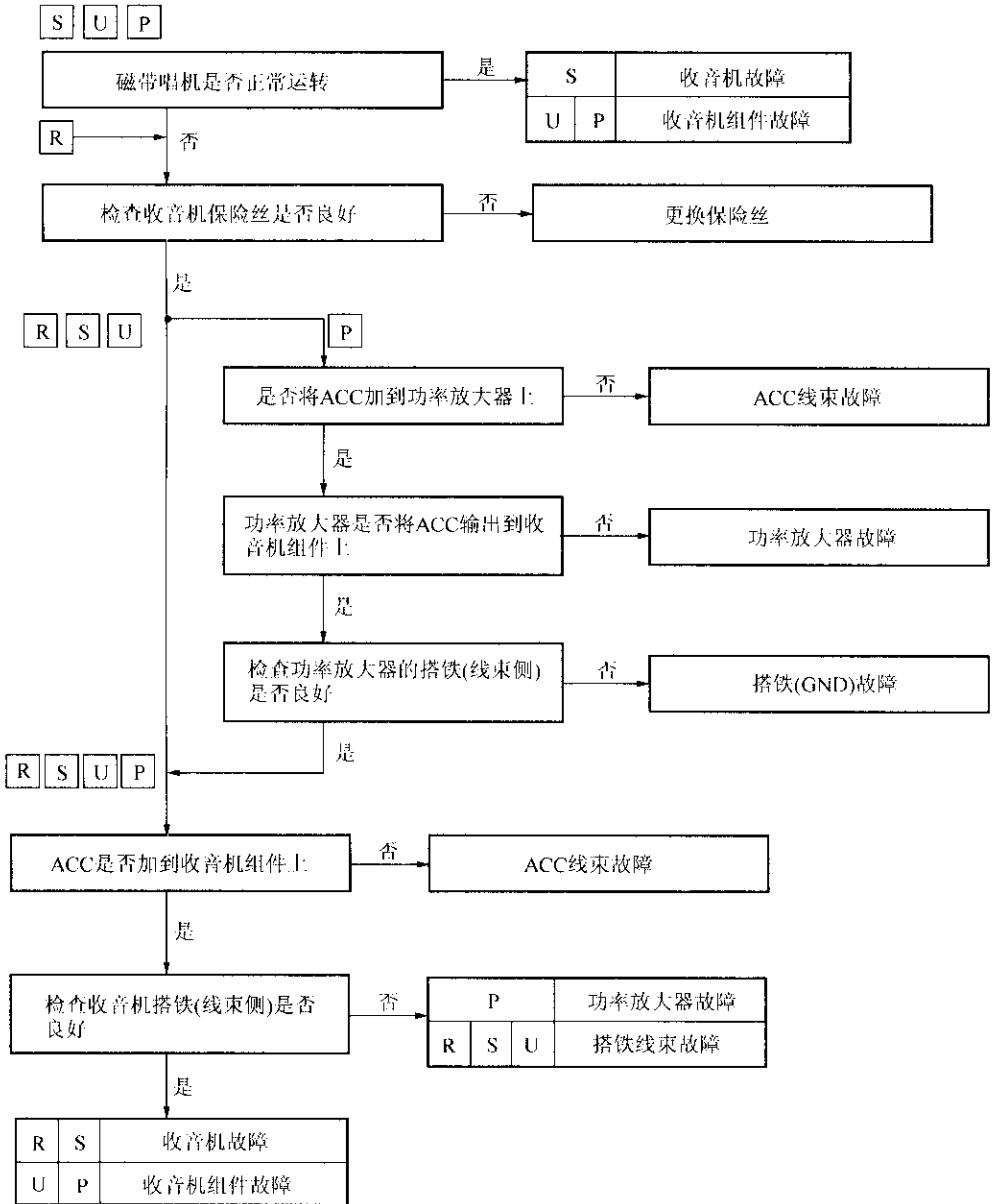 S U P
磁带唱机是否正常运转
是
S 收音机故障
U P 收音机组件故障
R
否
检查收音机保险丝是否良好
否
更换保险丝
是
R S U
P
是否将ACC加到功率放大器上
否
ACC线束故障
是
功率放大器是否将ACC输出到收
音机组件上
否
功率放大器故障
是
检查功率放大器的搭铁(线束侧)
是否良好
否
搭铁(GND)故障
是
R S U P
ACC是否加到收音机组件上
否
ACC线束故障
是
检查收音机搭铁(线束侧)是否
良好
否
P 功率放大器故障
R S U 搭铁线束故障
是
R S 收音机故障
U P 收音机组件故障